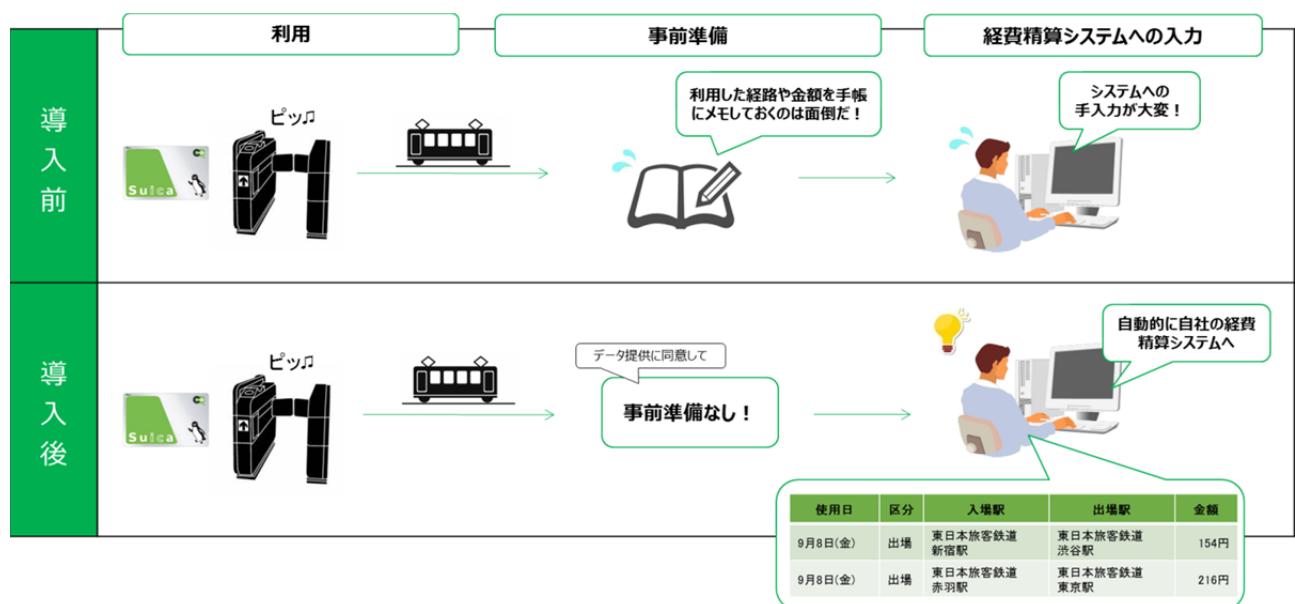 利用
事前準備
経費精算システムへの入力
導入前
ピッ♫
Suica
利用した経路や金額を手帳
にメモしておくのは面倒だ！
システムへの
手入力が大変！
導入後
ピッ♫
Suica
データ提供に同意して
事前準備なし！
自動的に自社の経費
精算システムへ
使用日 区分 入場駅 出場駅 金額
9月8日(金) 出場 東日本旅客鉄道 東日本旅客鉄道 154円
新宿駅 渋谷駅
9月8日(金) 出場 東日本旅客鉄道 東日本旅客鉄道 216円
赤羽駅 東京駅